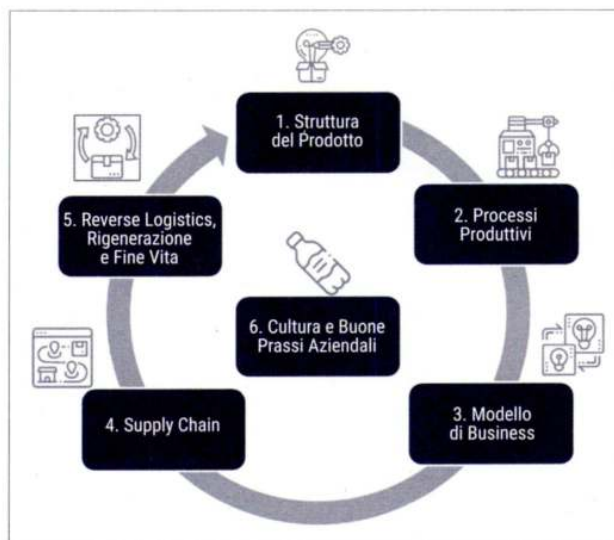 1. Struttura
del Prodotto
2. Processi
Produttivi
3. Modello
di Business
4. Supply Chain
5. Reverse Logistics,
Rigenerazione
e Fine Vita
6. Cultura e Buone
Prassi Aziendali